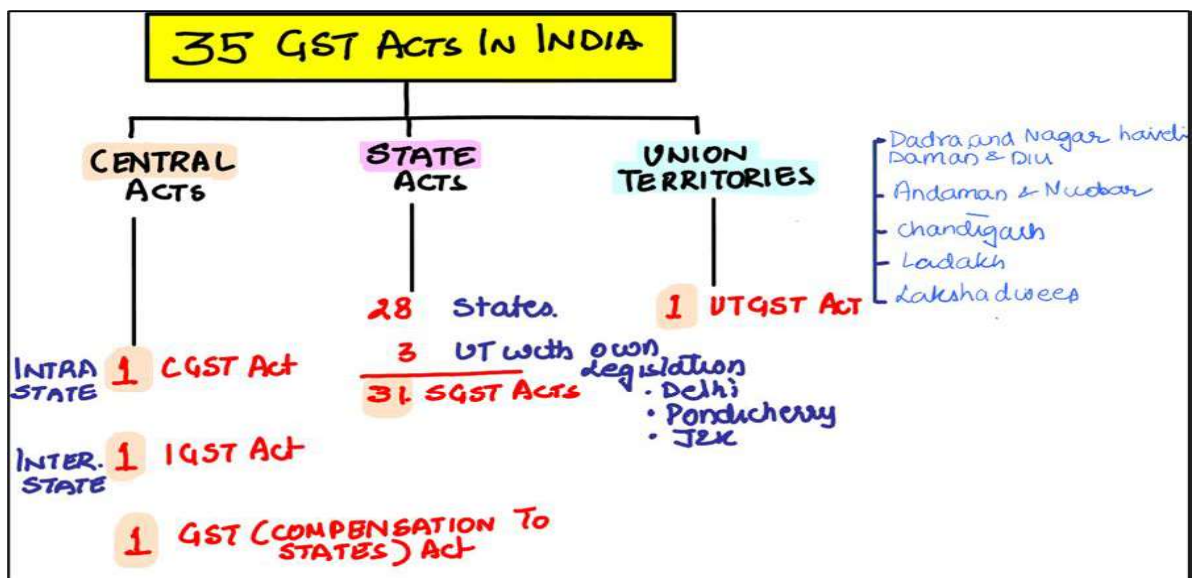 35 GST ACTS IN INDIA
CENTRAL
ACTS
STATE
ACTS
UNION
TERRITORIES
Dadra and Nagar haveli
Daman & Diu
Andaman & Nicobar
chandigarh
Ladakh
Lakshadweep
INTRA
STATE
1 CGST Act
INTER.
STATE
1 IGST Act
1 GST (COMPENSATION TO
STATES) Act
28 States.
3 UT with own
Legislation
31 SGST ACTS
• Delhi
• Pondicherry
• J&K
1 UTGST ACT